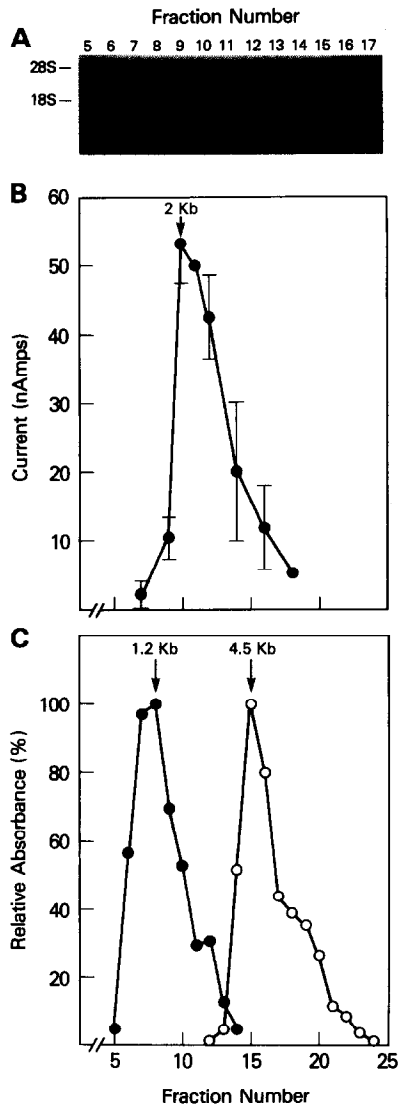 Fraction Number
A
5 6 7 8 9 10 11 12 13 14 15 16 17
28S
18S
B
60
2 Kb
50
40
30
20
10
Current (nAmps)
C
1.2 Kb 4.5 Kb
100
80
60
40
20
Relative Absorbance (%)
5 10 15 20 25
Fraction Number